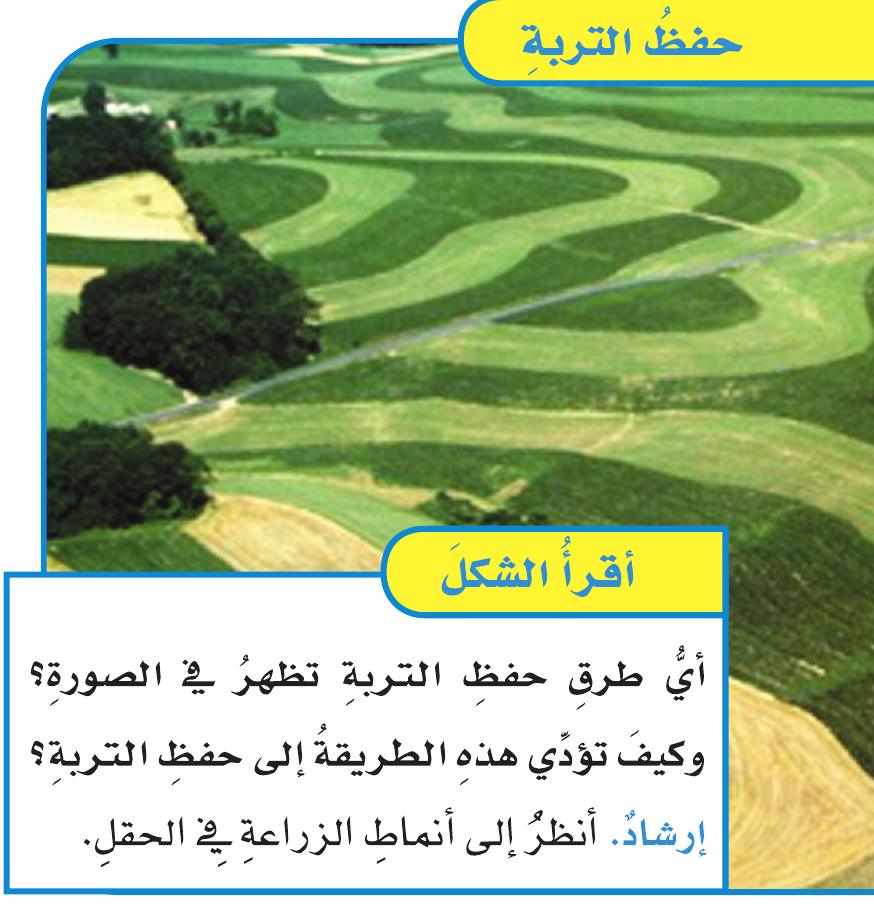 حفظُ التربةِ
أقرأُ الشكلَ
أيُّ طرقِ حفظِ التربةِ تظهرُ في الصورةِ؟
وكيفَ تؤدِّي هذهِ الطريقةُ إلى حفظِ التربةِ؟
إرشادٌ. أنظرُ إلى أنماطِ الزراعةِ في الحقلِ.